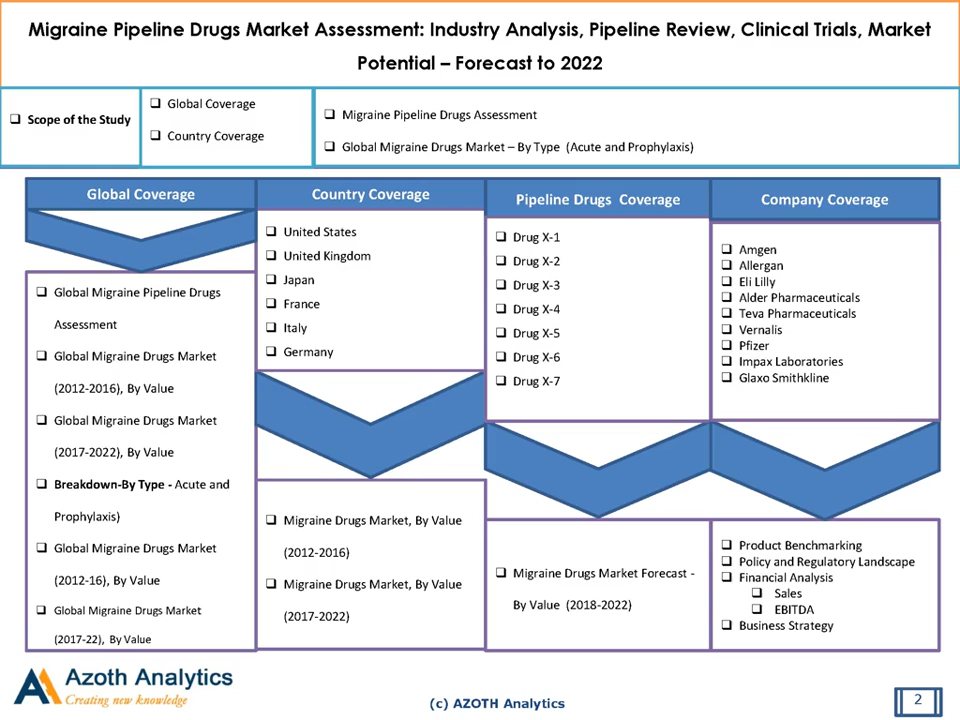 Migraine Pipeline Drugs Market Assessment: Industry Analysis, Pipeline Review, Clinical Trials, Market
Potential – Forecast to 2022
Scope of the Study
Global Coverage
Country Coverage
Migraine Pipeline Drugs Assessment
Global Migraine Drugs Market – By Type (Acute and Prophylaxis)
Global Coverage
Global Migraine Pipeline Drugs
Assessment
Global Migraine Drugs Market
(2012-2016), By Value
Global Migraine Drugs Market
(2017-2022), By Value
Breakdown-By Type - Acute and
Prophylaxis)
Global Migraine Drugs Market
(2012-16), By Value
Global Migraine Drugs Market
(2017-22), By Value
Country Coverage
United States
United Kingdom
Japan
France
Italy
Germany
Migraine Drugs Market, By Value
(2012-2016)
Migraine Drugs Market, By Value
(2017-2022)
Pipeline Drugs Coverage
Drug X-1
Drug X-2
Drug X-3
Drug X-4
Drug X-5
Drug X-6
Drug X-7
Migraine Drugs Market Forecast -
By Value (2018-2022)
Company Coverage
Amgen
Allergan
Eli Lilly
Alder Pharmaceuticals
Teva Pharmaceuticals
Vernalis
Pfizer
Impax Laboratories
Glaxo Smithkline
Product Benchmarking
Policy and Regulatory Landscape
Financial Analysis
Sales
EBITDA
Business Strategy
Azoth Analytics
Creating new knowledge
(c) AZOTH Analytics
2